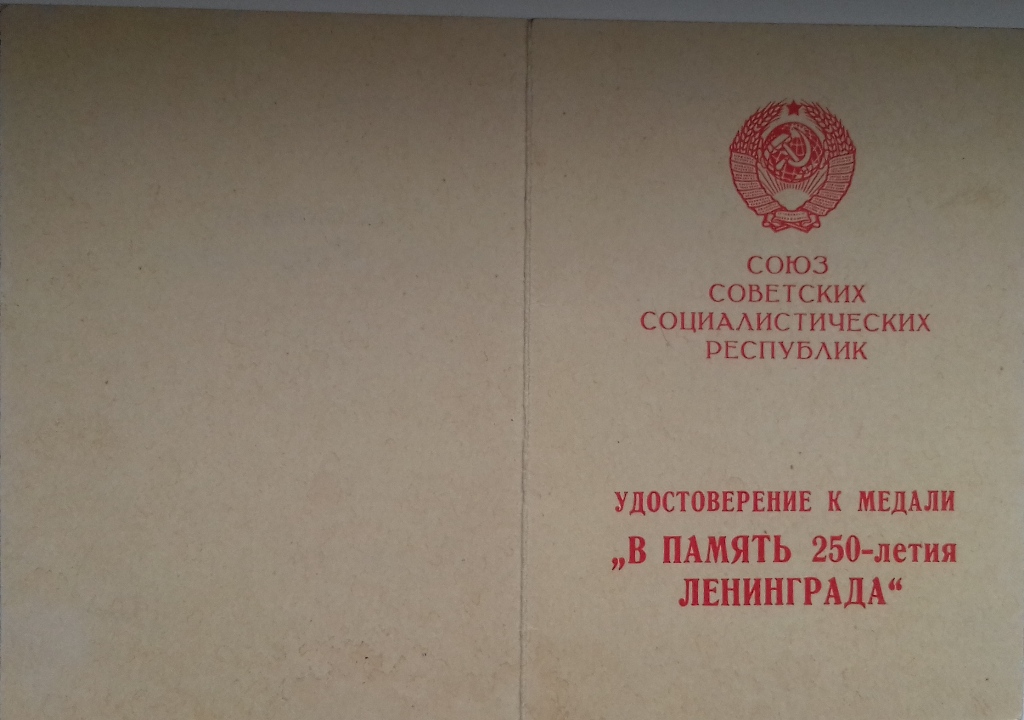 СОЮЗ
СОВЕТСКИХ
СОЦИАЛИСТИЧЕСКИХ
РЕСПУБЛИК
УДОСТОВЕРЕНИЕ К МЕДАЛИ
„В ПАМЯТЬ 250-летия
ЛЕНИНГРАДА“